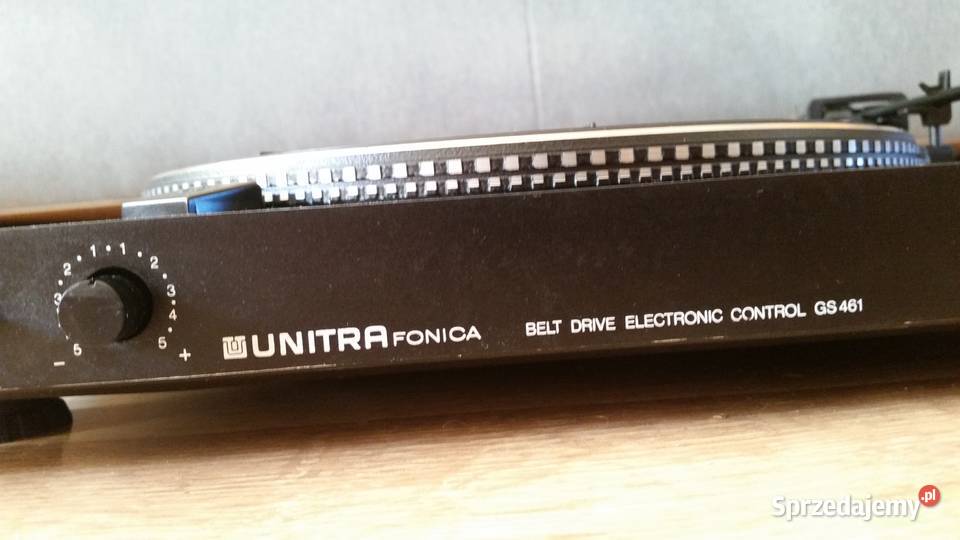 1 1
2 2
3 3
4
5 5
- +
UNITRA FONICA
BELT DRIVE ELECTRONIC CONTROL GS 461
Sprzedajemy.pl